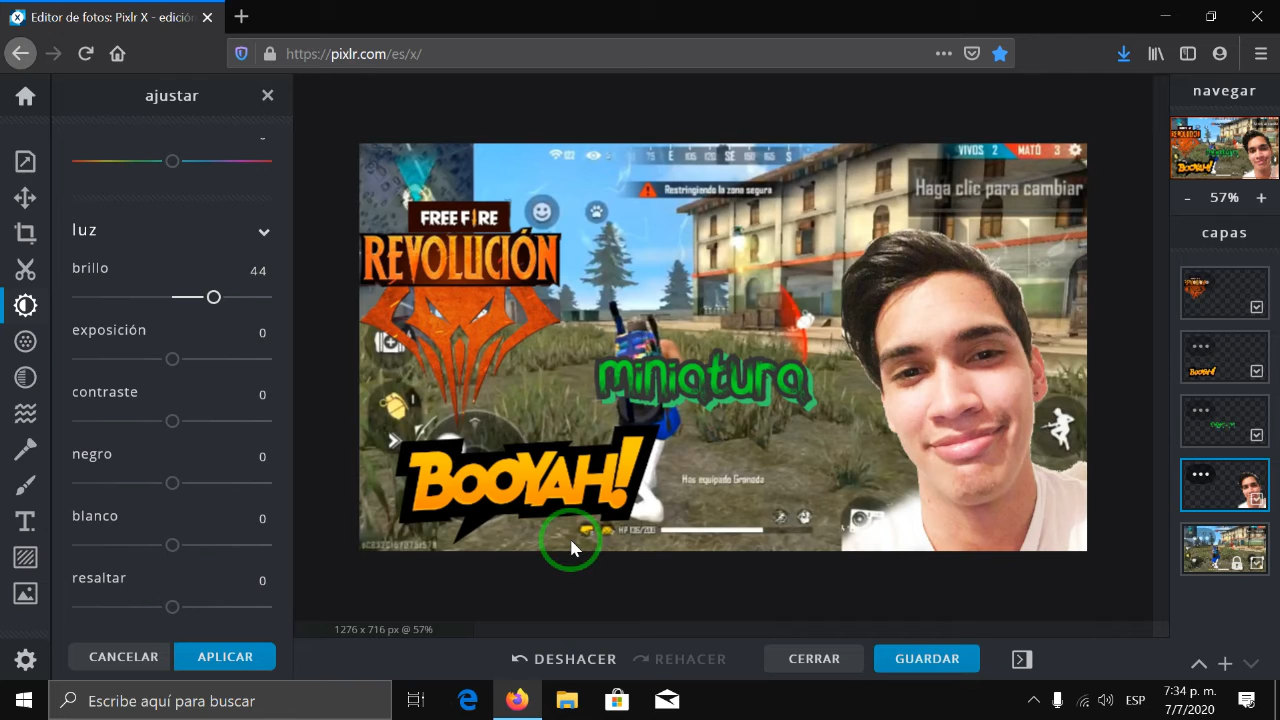 Editor de fotos: Pixlr X - edición
https://pixlr.com/es/x/
ajustar
luz
brillo 44
exposición 0
contraste 0
negro 0
blanco 0
resaltar 0
CANCELAR APLICAR
VIVOS 2 MATÓ 3
Restringiendo la zona segura
Haga clic para cambiar
FREE FIRE
REVOLUCIÓN
miniatura
BOOYAH!
Has equipado Granada
1276 x 716 px @ 57%
DESHACER REHACER CERRAR GUARDAR
navegar
- 57% +
capas
Escribe aquí para buscar
ESP
7:34 p. m.
7/7/2020